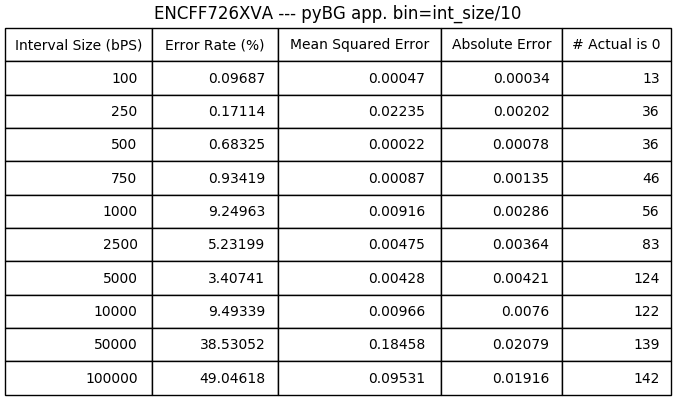 ENCFF726XVA --- pyBG app. bin=int_size/10
Interval Size (bPS) Error Rate (%) Mean Squared Error Absolute Error # Actual is 0
100 0.09687 0.00047 0.00034 13
250 0.17114 0.02235 0.00202 36
500 0.68325 0.00022 0.00078 36
750 0.93419 0.00087 0.00135 46
1000 9.24963 0.00916 0.00286 56
2500 5.23199 0.00475 0.00364 83
5000 3.40741 0.00428 0.00421 124
10000 9.49339 0.00966 0.0076 122
50000 38.53052 0.18458 0.02079 139
100000 49.04618 0.09531 0.01916 142